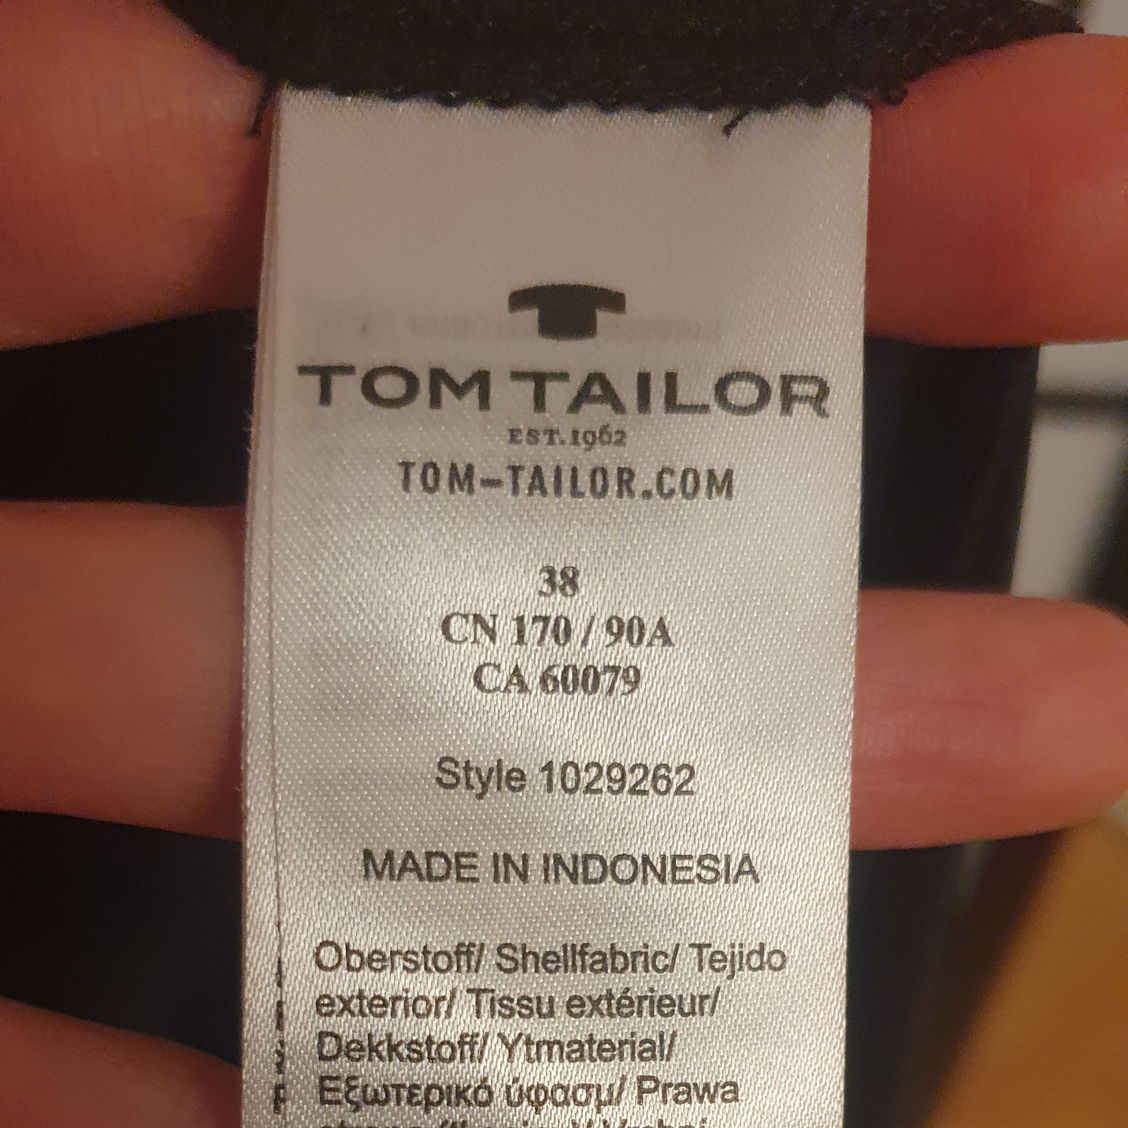 TOM TAILOR
EST.1962
TOM-TAILOR.COM
38
CN 170 / 90A
CA 60079
Style 1029262
MADE IN INDONESIA
Oberstoff/ Shellfabric/ Tejido
exterior/ Tissu extérieur/
Dekkstoff/ Ytmaterial/
Εξωτερικό ύφασμ/ Prawa